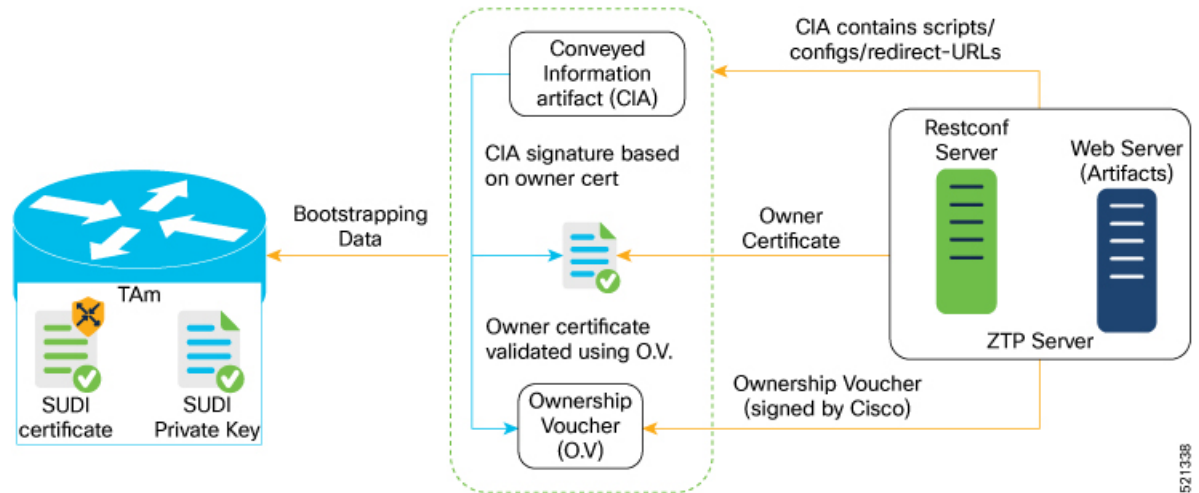 CIA contains scripts/
configs/redirect-URLs
Conveyed
Information
artifact (CIA)
Restconf
Server
Web Server
(Artifacts)
CIA signature based
on owner cert
Bootstrapping
Data
Owner
Certificate
TAm
Owner certificate
validated using O.V.
ZTP Server
SUDI
certificate
SUDI
Private Key
Ownership
Voucher
(O.V)
Ownership Voucher
(signed by Cisco)
521338